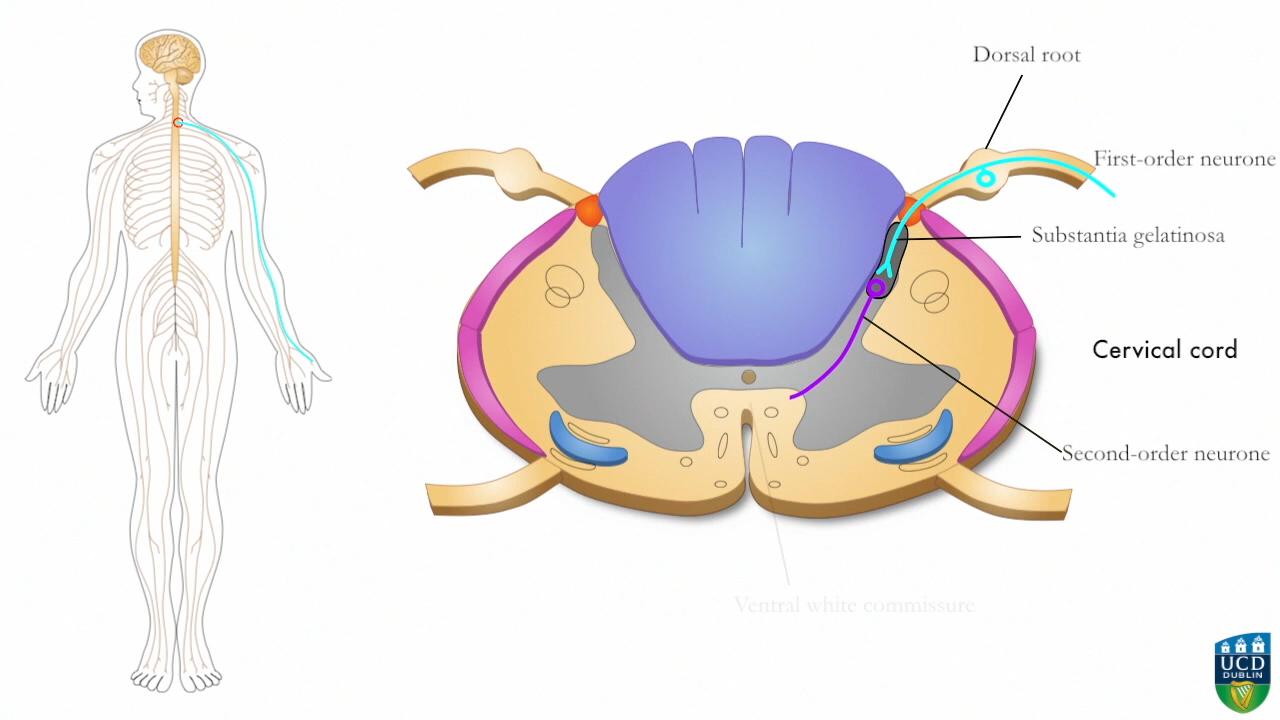 Dorsal root
First-order neurone
Substantia gelatinosa
Cervical cord
Second-order neurone
Ventral white commissure
UCD
DUBLIN